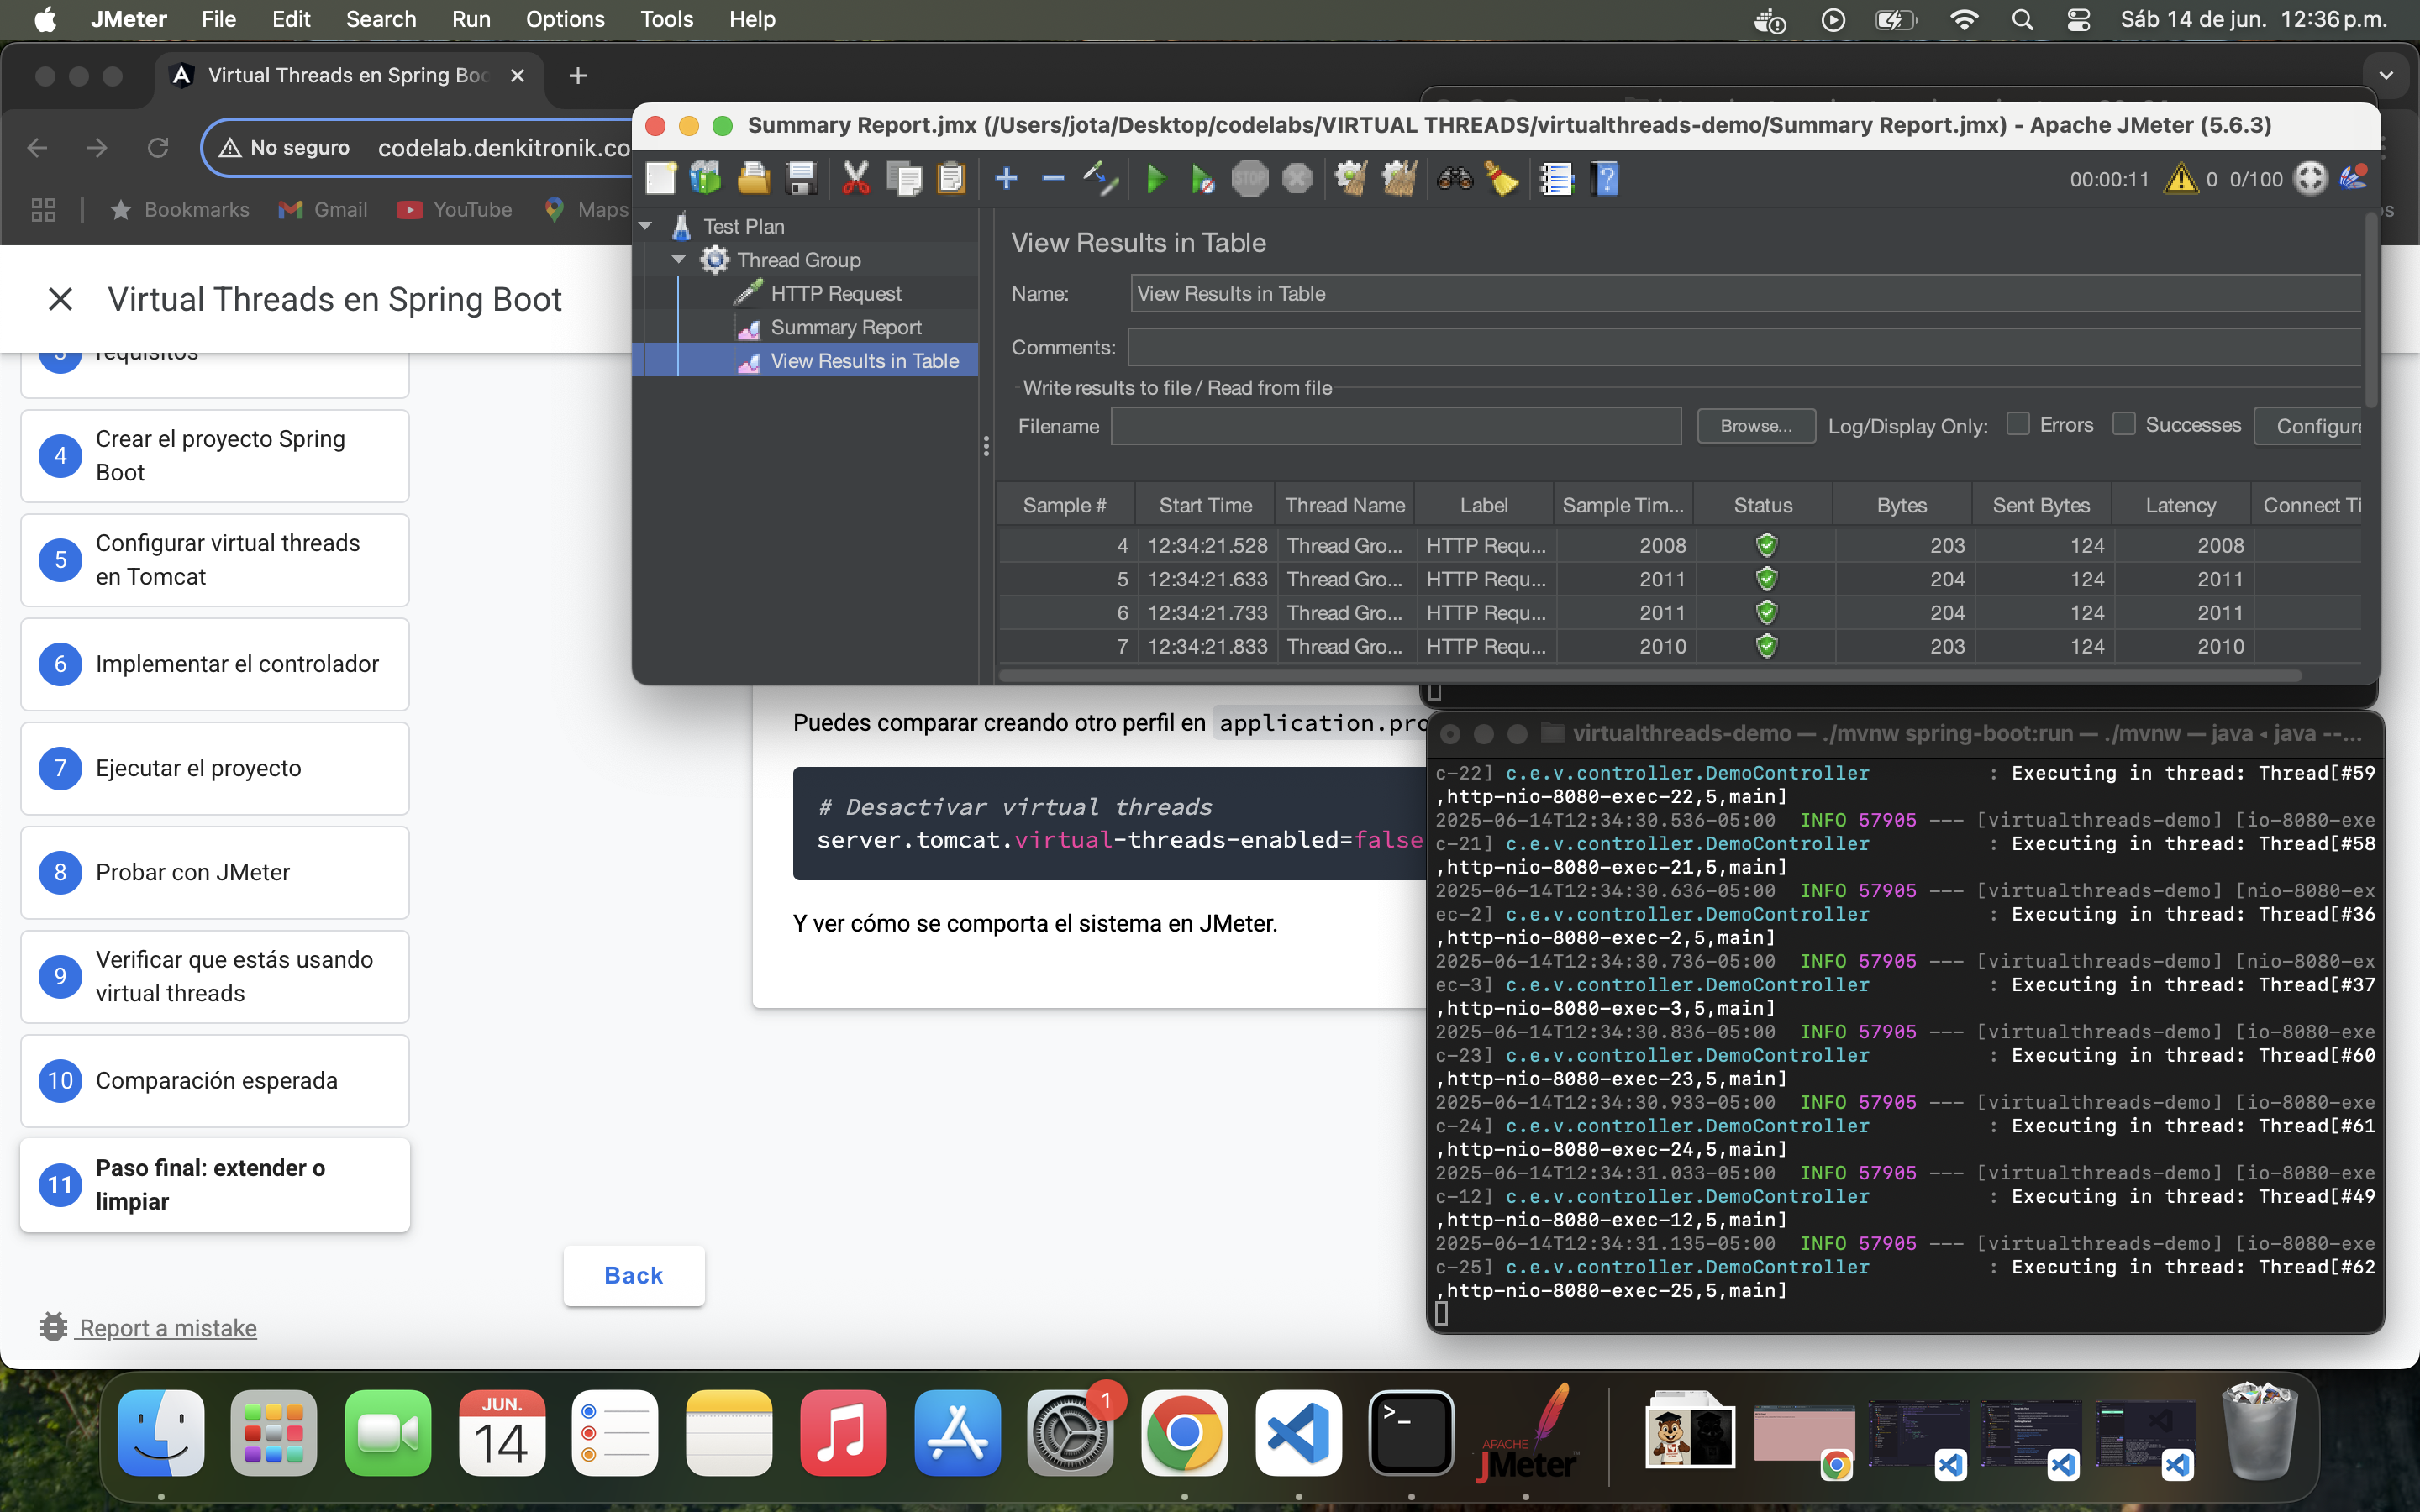 JMeter File Edit Search Run Options Tools Help Sáb 14 de jun. 12:36 p.m.
Virtual Threads en Spring Boo
No seguro codelab.denkitronik.co
Bookmarks Gmail YouTube Maps
Virtual Threads en Spring Boot
3 requisitos
4 Crear el proyecto Spring
Boot
5 Configurar virtual threads
en Tomcat
6 Implementar el controlador
7 Ejecutar el proyecto
8 Probar con JMeter
9 Verificar que estás usando
virtual threads
10 Comparación esperada
11 Paso final: extender o
limpiar
Report a mistake
Back
Puedes comparar creando otro perfil en application.pro
# Desactivar virtual threads
server.tomcat.virtual-threads-enabled=false
Y ver cómo se comporta el sistema en JMeter.
Summary Report.jmx (/Users/jota/Desktop/codelabs/VIRTUAL THREADS/virtualthreads-demo/Summary Report.jmx) - Apache JMeter (5.6.3)
STOP
00:00:11 0 0/100
Test Plan
Thread Group
HTTP Request
Summary Report
View Results in Table
View Results in Table
Name: View Results in Table
Comments:
Write results to file / Read from file
Filename Browse... Log/Display Only: Errors Successes Configure
Sample # Start Time Thread Name Label Sample Tim... Status Bytes Sent Bytes Latency Connect Ti
4 12:34:21.528 Thread Gro... HTTP Requ... 2008 203 124 2008
5 12:34:21.633 Thread Gro... HTTP Requ... 2011 204 124 2011
6 12:34:21.733 Thread Gro... HTTP Requ... 2011 204 124 2011
7 12:34:21.833 Thread Gro... HTTP Requ... 2010 203 124 2010
virtualthreads-demo — ./mvnw spring-boot:run — ./mvnw — java ◂ java --...
c-22] c.e.v.controller.DemoController : Executing in thread: Thread[#59
,http-nio-8080-exec-22,5,main]
2025-06-14T12:34:30.536-05:00 INFO 57905 --- [virtualthreads-demo] [io-8080-exe
c-21] c.e.v.controller.DemoController : Executing in thread: Thread[#58
,http-nio-8080-exec-21,5,main]
2025-06-14T12:34:30.636-05:00 INFO 57905 --- [virtualthreads-demo] [nio-8080-ex
ec-2] c.e.v.controller.DemoController : Executing in thread: Thread[#36
,http-nio-8080-exec-2,5,main]
2025-06-14T12:34:30.736-05:00 INFO 57905 --- [virtualthreads-demo] [nio-8080-ex
ec-3] c.e.v.controller.DemoController : Executing in thread: Thread[#37
,http-nio-8080-exec-3,5,main]
2025-06-14T12:34:30.836-05:00 INFO 57905 --- [virtualthreads-demo] [io-8080-exe
c-23] c.e.v.controller.DemoController : Executing in thread: Thread[#60
,http-nio-8080-exec-23,5,main]
2025-06-14T12:34:30.933-05:00 INFO 57905 --- [virtualthreads-demo] [io-8080-exe
c-24] c.e.v.controller.DemoController : Executing in thread: Thread[#61
,http-nio-8080-exec-24,5,main]
2025-06-14T12:34:31.033-05:00 INFO 57905 --- [virtualthreads-demo] [io-8080-exe
c-12] c.e.v.controller.DemoController : Executing in thread: Thread[#49
,http-nio-8080-exec-12,5,main]
2025-06-14T12:34:31.135-05:00 INFO 57905 --- [virtualthreads-demo] [io-8080-exe
c-25] c.e.v.controller.DemoController : Executing in thread: Thread[#62
,http-nio-8080-exec-25,5,main]
JUN.
14
1
>_
APACHE
JMeter™